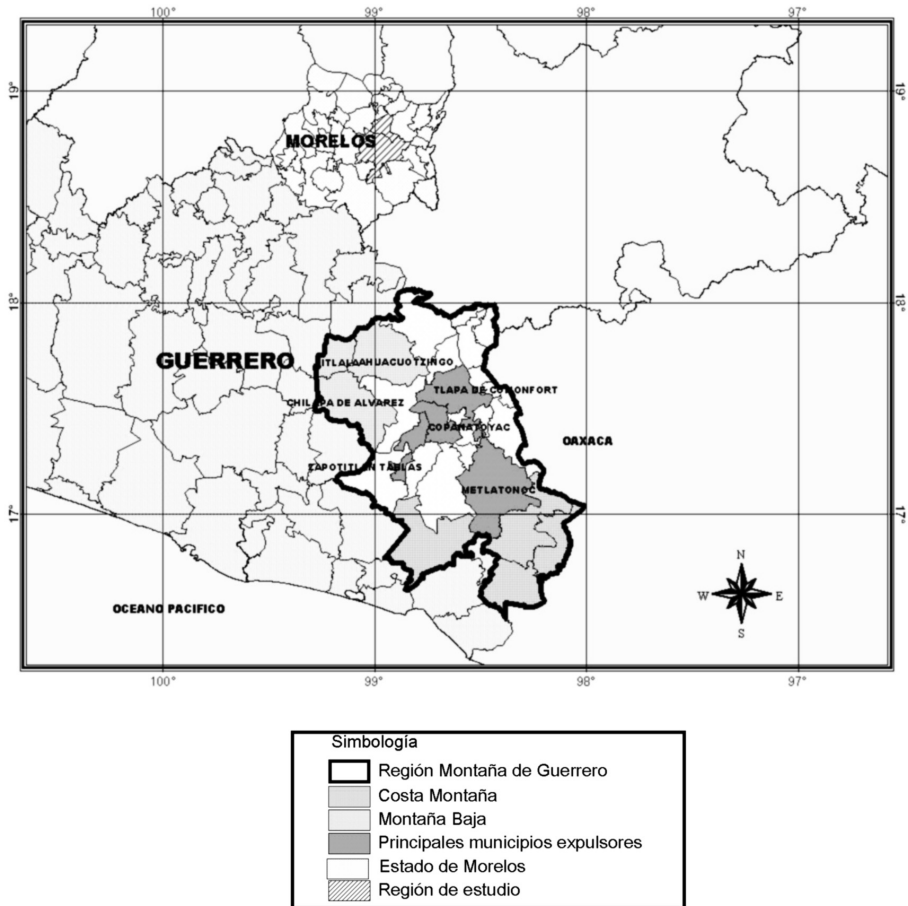 100° 99° 98° 97°
19° 19°
MORELOS
18° 18°
GUERRERO
ITLALA AHUACUOTZINGO
TLAPA DE COMONFORT
CHILAPA DE ALVAREZ
COPANATOYAC
OAXACA
ZAPOTITLAN TABLAS
METLATONOC
17° 17°
N
W E
S
OCEANO PACIFICO
100° 99° 98° 97°
Simbología
Región Montaña de Guerrero
Costa Montaña
Montaña Baja
Principales municipios expulsores
Estado de Morelos
Región de estudio